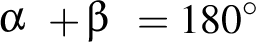 α + β = 180°